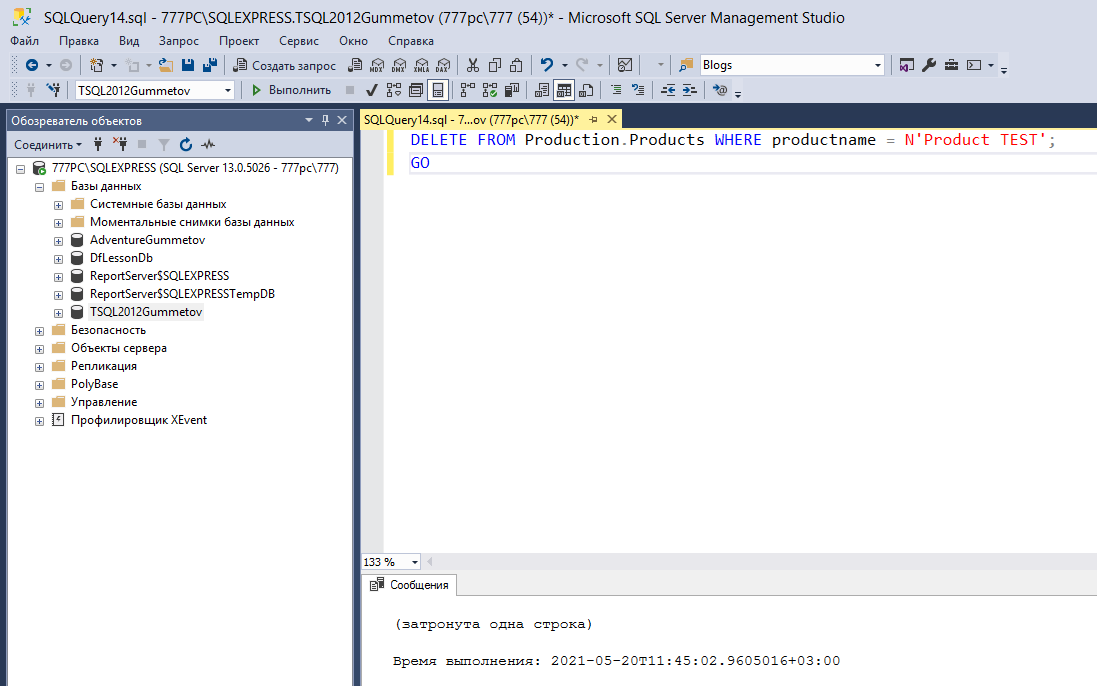 SQLQuery14.sql - 777PC\SQLEXPRESS.TSQL2012Gummetov (777pc\777 (54))* - Microsoft SQL Server Management Studio
Файл Правка Вид Запрос Проект Сервис Окно Справка
Создать запрос MDX DMX XMLA DAX Blogs
TSQL2012Gummetov Выполнить
Обозреватель объектов
SQLQuery14.sql - 7...ov (777pc\777 (54))*
Соединить
777PC\SQLEXPRESS (SQL Server 13.0.5026 - 777pc\777)
Базы данных
Системные базы данных
Моментальные снимки базы данных
AdventureGummetov
DfLessonDb
ReportServer$SQLEXPRESS
ReportServer$SQLEXPRESSTempDB
TSQL2012Gummetov
Безопасность
Объекты сервера
Репликация
PolyBase
Управление
Профилировщик XEvent
DELETE FROM Production.Products WHERE productname = N'Product TEST';
GO
133 %
Сообщения
(затронута одна строка)
Время выполнения: 2021-05-20T11:45:02.9605016+03:00